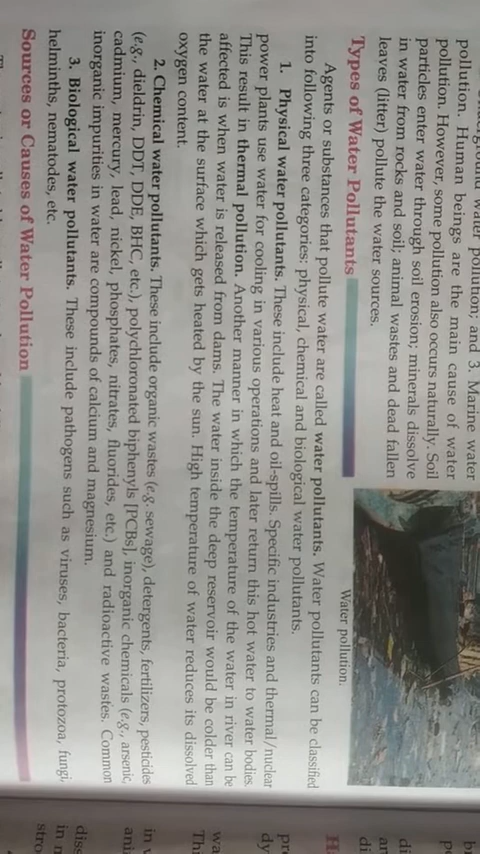 water pollution; and 3. Marine water
pollution. Human beings are the main cause of water
pollution. However, some pollution also occurs naturally. Soil
particles enter water through soil erosion; minerals dissolve
in water from rocks and soil; animal wastes and dead fallen
leaves (litter) pollute the water sources.
Water pollution.
Types of Water Pollutants
Agents or substances that pollute water are called water pollutants. Water pollutants can be classified
into following three categories; physical, chemical and biological water pollutants.
1. Physical water pollutants. These include heat and oil-spills. Specific industries and thermal/nuclear
power plants use water for cooling in various operations and later return this hot water to water bodies.
This result in thermal pollution. Another manner in which the temperature of the water in river can be
affected is when water is released from dams. The water inside the deep reservoir would be colder than
the water at the surface which gets heated by the sun. High temperature of water reduces its dissolved
oxygen content.
2. Chemical water pollutants. These include organic wastes (e.g. sewage), detergents, fertilizers, pesticides
(e.g., dieldrin, DDT, DDE, BHC, etc.), polychloronated biphenyls [PCBs], inorganic chemicals (e.g., arsenic,
cadmium, mercury, lead, nickel, phosphates, nitrates, fluorides, etc.) and radioactive wastes. Common
inorganic impurities in water are compounds of calcium and magnesium.
3. Biological water pollutants. These include pathogens such as viruses, bacteria, protozoa, fungi,
helminths, nematodes, etc.
Sources or Causes of Water Pollution